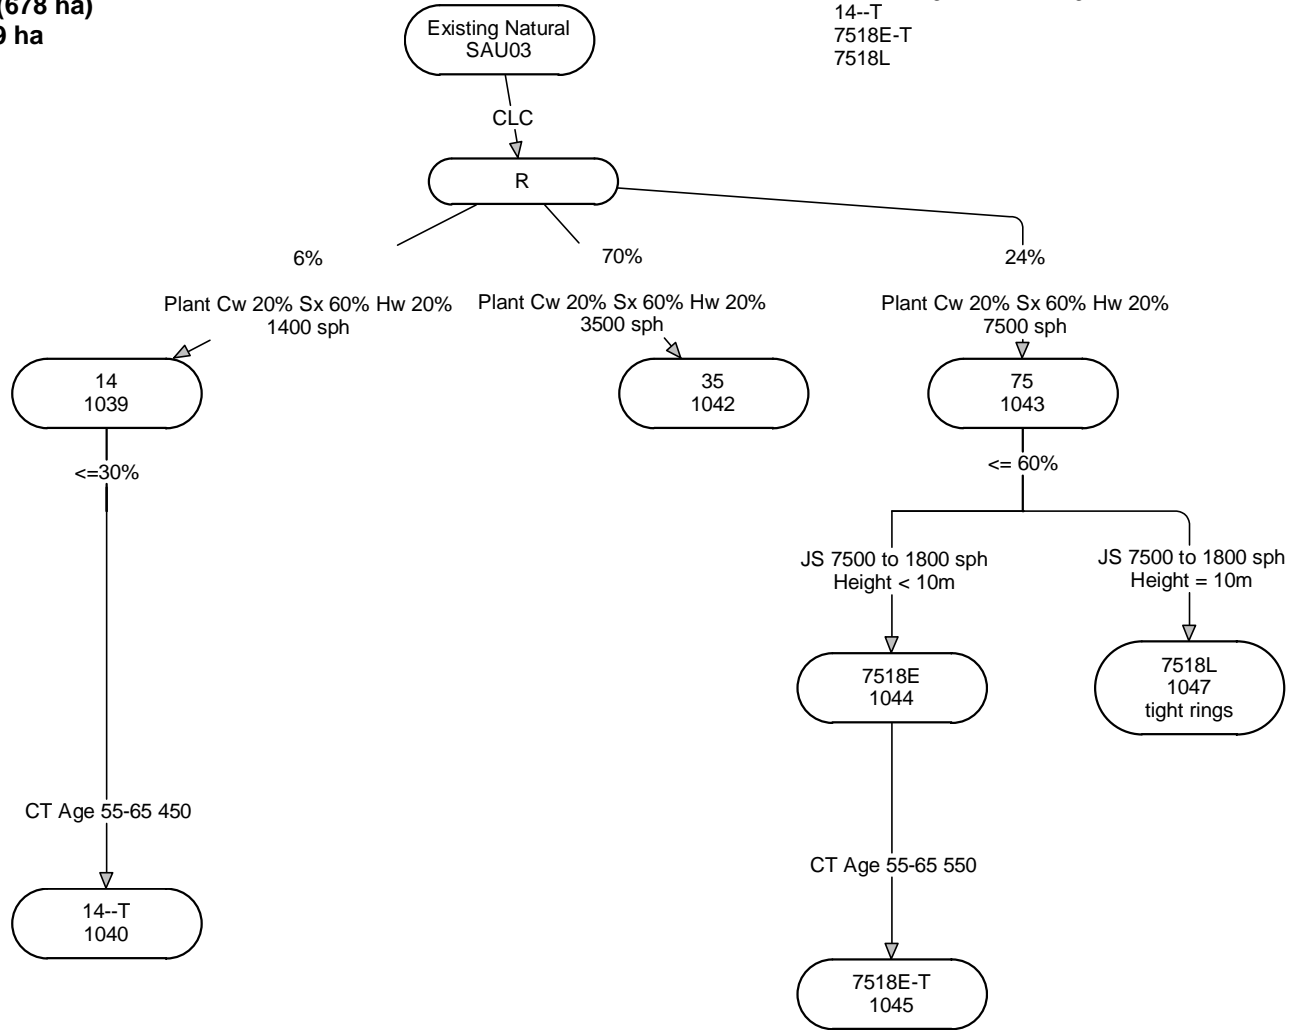 (678 ha)
9 ha
14--T
7518E-T
7518L
Existing Natural
SAU03
CLC
R
6%
70%
24%
Plant Cw 20% Sx 60% Hw 20%
1400 sph
Plant Cw 20% Sx 60% Hw 20%
3500 sph
Plant Cw 20% Sx 60% Hw 20%
7500 sph
14
1039
35
1042
75
1043
<=30%
<= 60%
JS 7500 to 1800 sph
Height < 10m
JS 7500 to 1800 sph
Height = 10m
7518E
1044
7518L
1047
tight rings
CT Age 55-65 450
CT Age 55-65 550
14--T
1040
7518E-T
1045